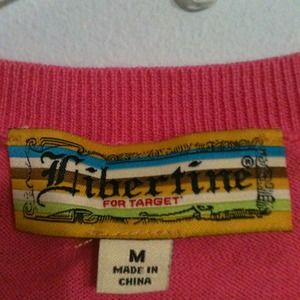 Libertine®
FOR TARGET
M
MADE IN
CHINA